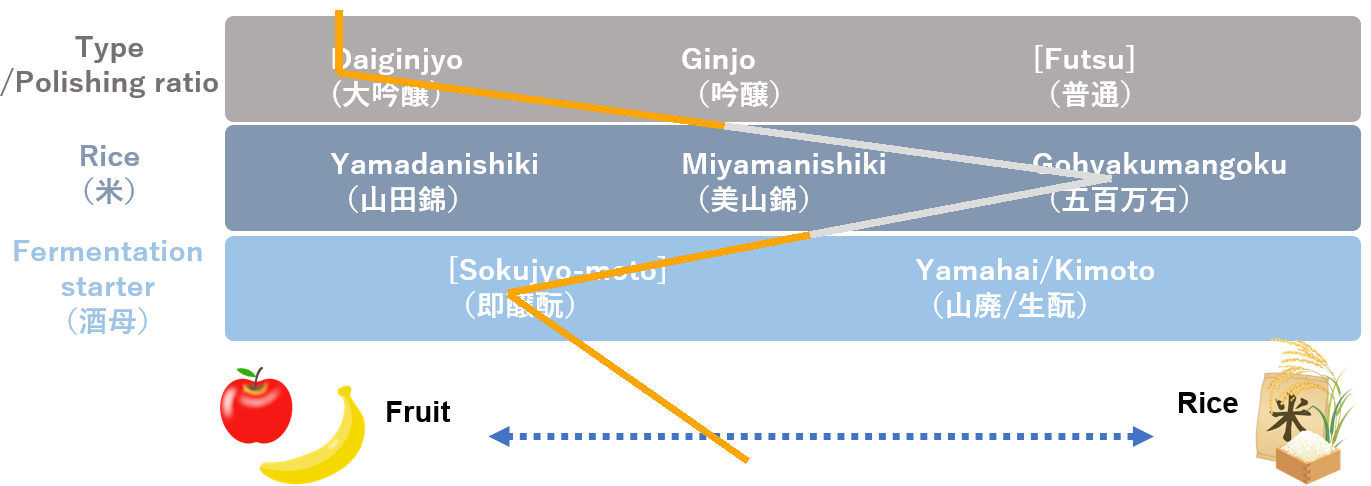 Type
/Polishing ratio
Daiginjyo
（大吟醸）
Ginjo
（吟醸）
[Futsu]
（普通）
Rice
（米）
Yamadanishiki
（山田錦）
Miyamanishiki
（美山錦）
Gohyakumangoku
（五百万石）
Fermentation
starter
（酒母）
[Sokujyo-moto]
（即醸酛）
Yamahai/Kimoto
（山廃/生酛）
Fruit
Rice
米